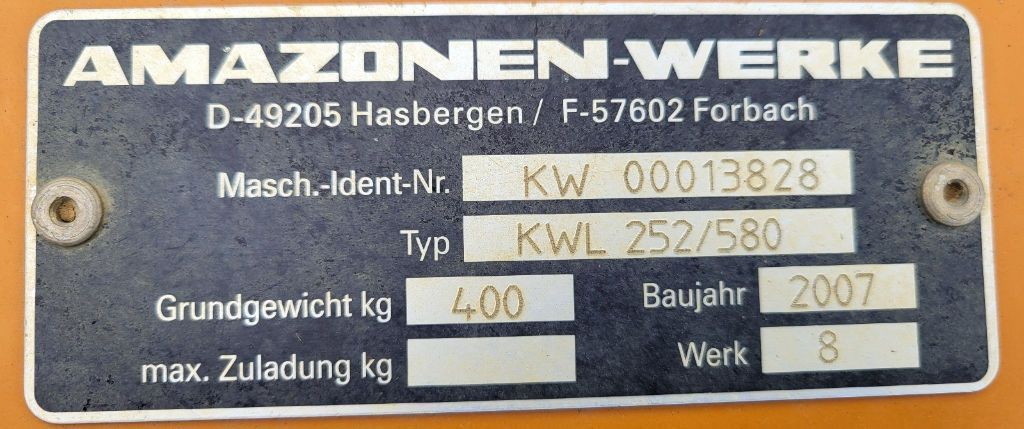 AMAZONEN-WERKE
D-49205 Hasbergen / F-57602 Forbach
Masch.-Ident-Nr. KW 00013828
Typ KWL 252/580
Grundgewicht kg 400 Baujahr 2007
max. Zuladung kg Werk 8